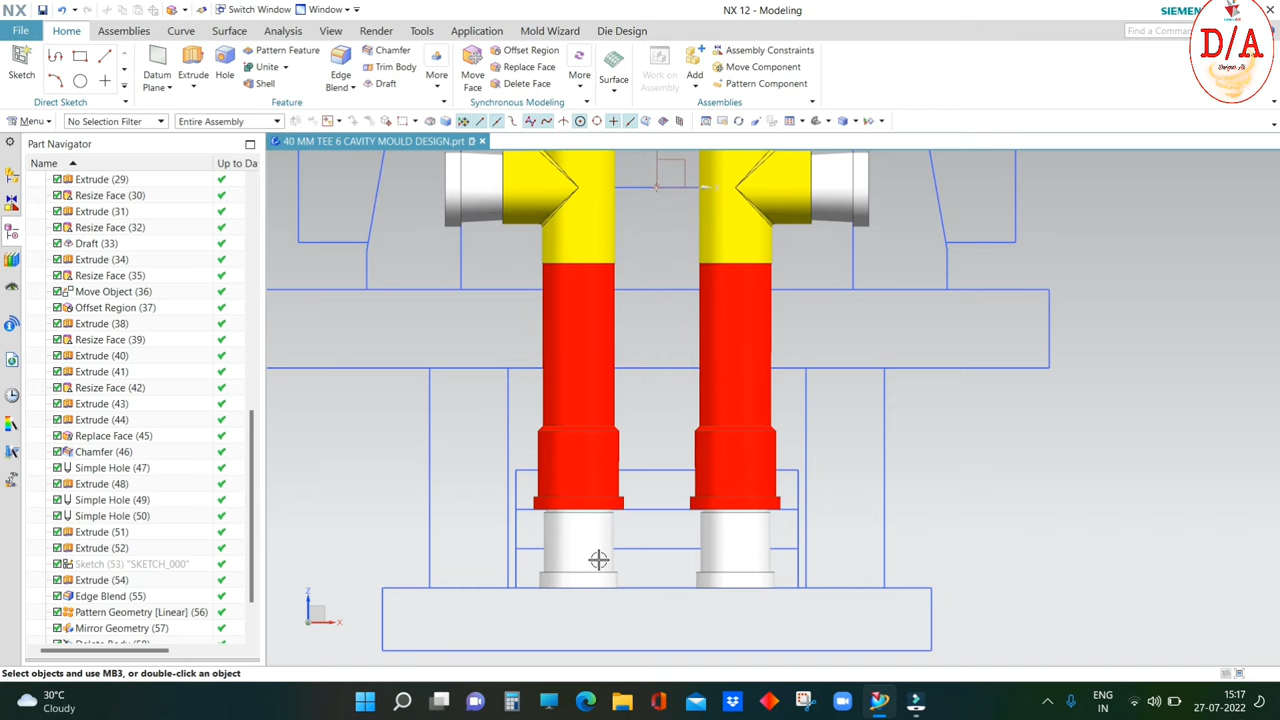 NX
Switch Window
Window
NX 12 - Modeling
SIEMENS
File
Home
Assemblies
Curve
Surface
Analysis
View
Render
Tools
Application
Mold Wizard
Die Design
Find a Comman
D/A
Sketch
Direct Sketch
Datum Plane
Extrude
Hole
Pattern Feature
Unite
Shell
Edge Blend
Chamfer
Trim Body
Draft
More
Feature
Move Face
Offset Region
Replace Face
Delete Face
More
Synchronous Modeling
Surface
Work on Assembly
Add
Assembly Constraints
Move Component
Pattern Component
Assemblies
Menu
No Selection Filter
Entire Assembly
Part Navigator
40 MM TEE 6 CAVITY MOULD DESIGN.prt
Name
Up to Da
Extrude (29)
Resize Face (30)
Extrude (31)
Resize Face (32)
Draft (33)
Extrude (34)
Resize Face (35)
Move Object (36)
Offset Region (37)
Extrude (38)
Resize Face (39)
Extrude (40)
Extrude (41)
Resize Face (42)
Extrude (43)
Extrude (44)
Replace Face (45)
Chamfer (46)
Simple Hole (47)
Extrude (48)
Simple Hole (49)
Simple Hole (50)
Extrude (51)
Extrude (52)
Sketch (53) "SKETCH_000"
Extrude (54)
Edge Blend (55)
Pattern Geometry [Linear] (56)
Mirror Geometry (57)
Z
X
Select objects and use MB3, or double-click an object
30°C
Cloudy
ENG
IN
15:17
27-07-2022